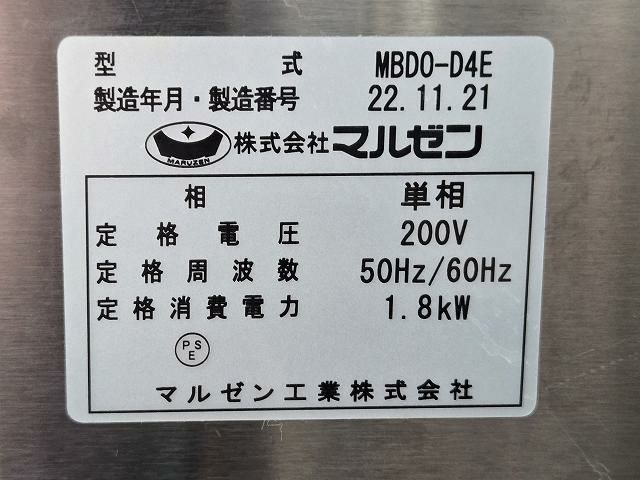 型式 MBDO-D4E
製造年月・製造番号 22.11.21
MARUZEN 株式会社マルゼン
相 単相
定格電圧 200V
定格周波数 50Hz/60Hz
定格消費電力 1.8kW
PSE
マルゼン工業株式会社